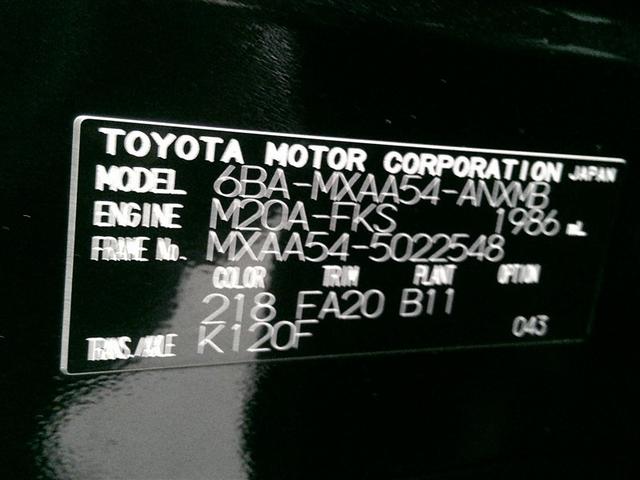 TOYOTA MOTOR CORPORATION JAPAN
MODEL 6BA-MXAA54-ANXMB
ENGINE M20A-FKS 1986 mL
FRAME No. MXAA54-5022548
COLOR TRIM PLANT OPTION
218 FA20 B11
TRANS./AXLE K120F 043